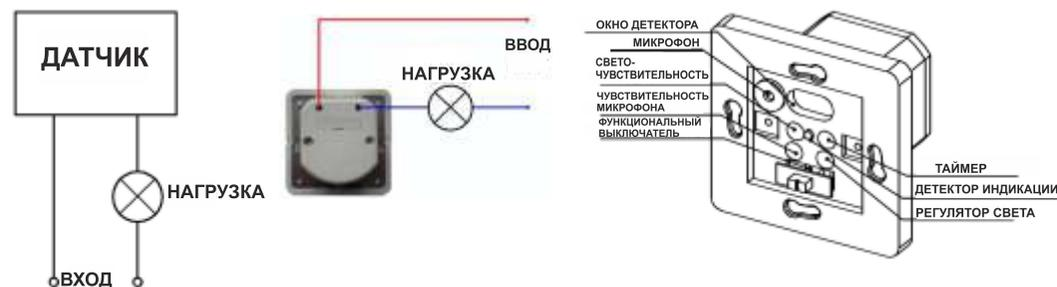 ДАТЧИК
НАГРУЗКА
ВХОД
ВВОД
НАГРУЗКА
ОКНО ДЕТЕКТОРА
МИКРОФОН
СВЕТО-
ЧУВСТВИТЕЛЬНОСТЬ
ЧУВСТВИТЕЛЬНОСТЬ
МИКРОФОНА
ФУНКЦИОНАЛЬНЫЙ
ВЫКЛЮЧАТЕЛЬ
ТАЙМЕР
ДЕТЕКТОР ИНДИКАЦИИ
РЕГУЛЯТОР СВЕТА